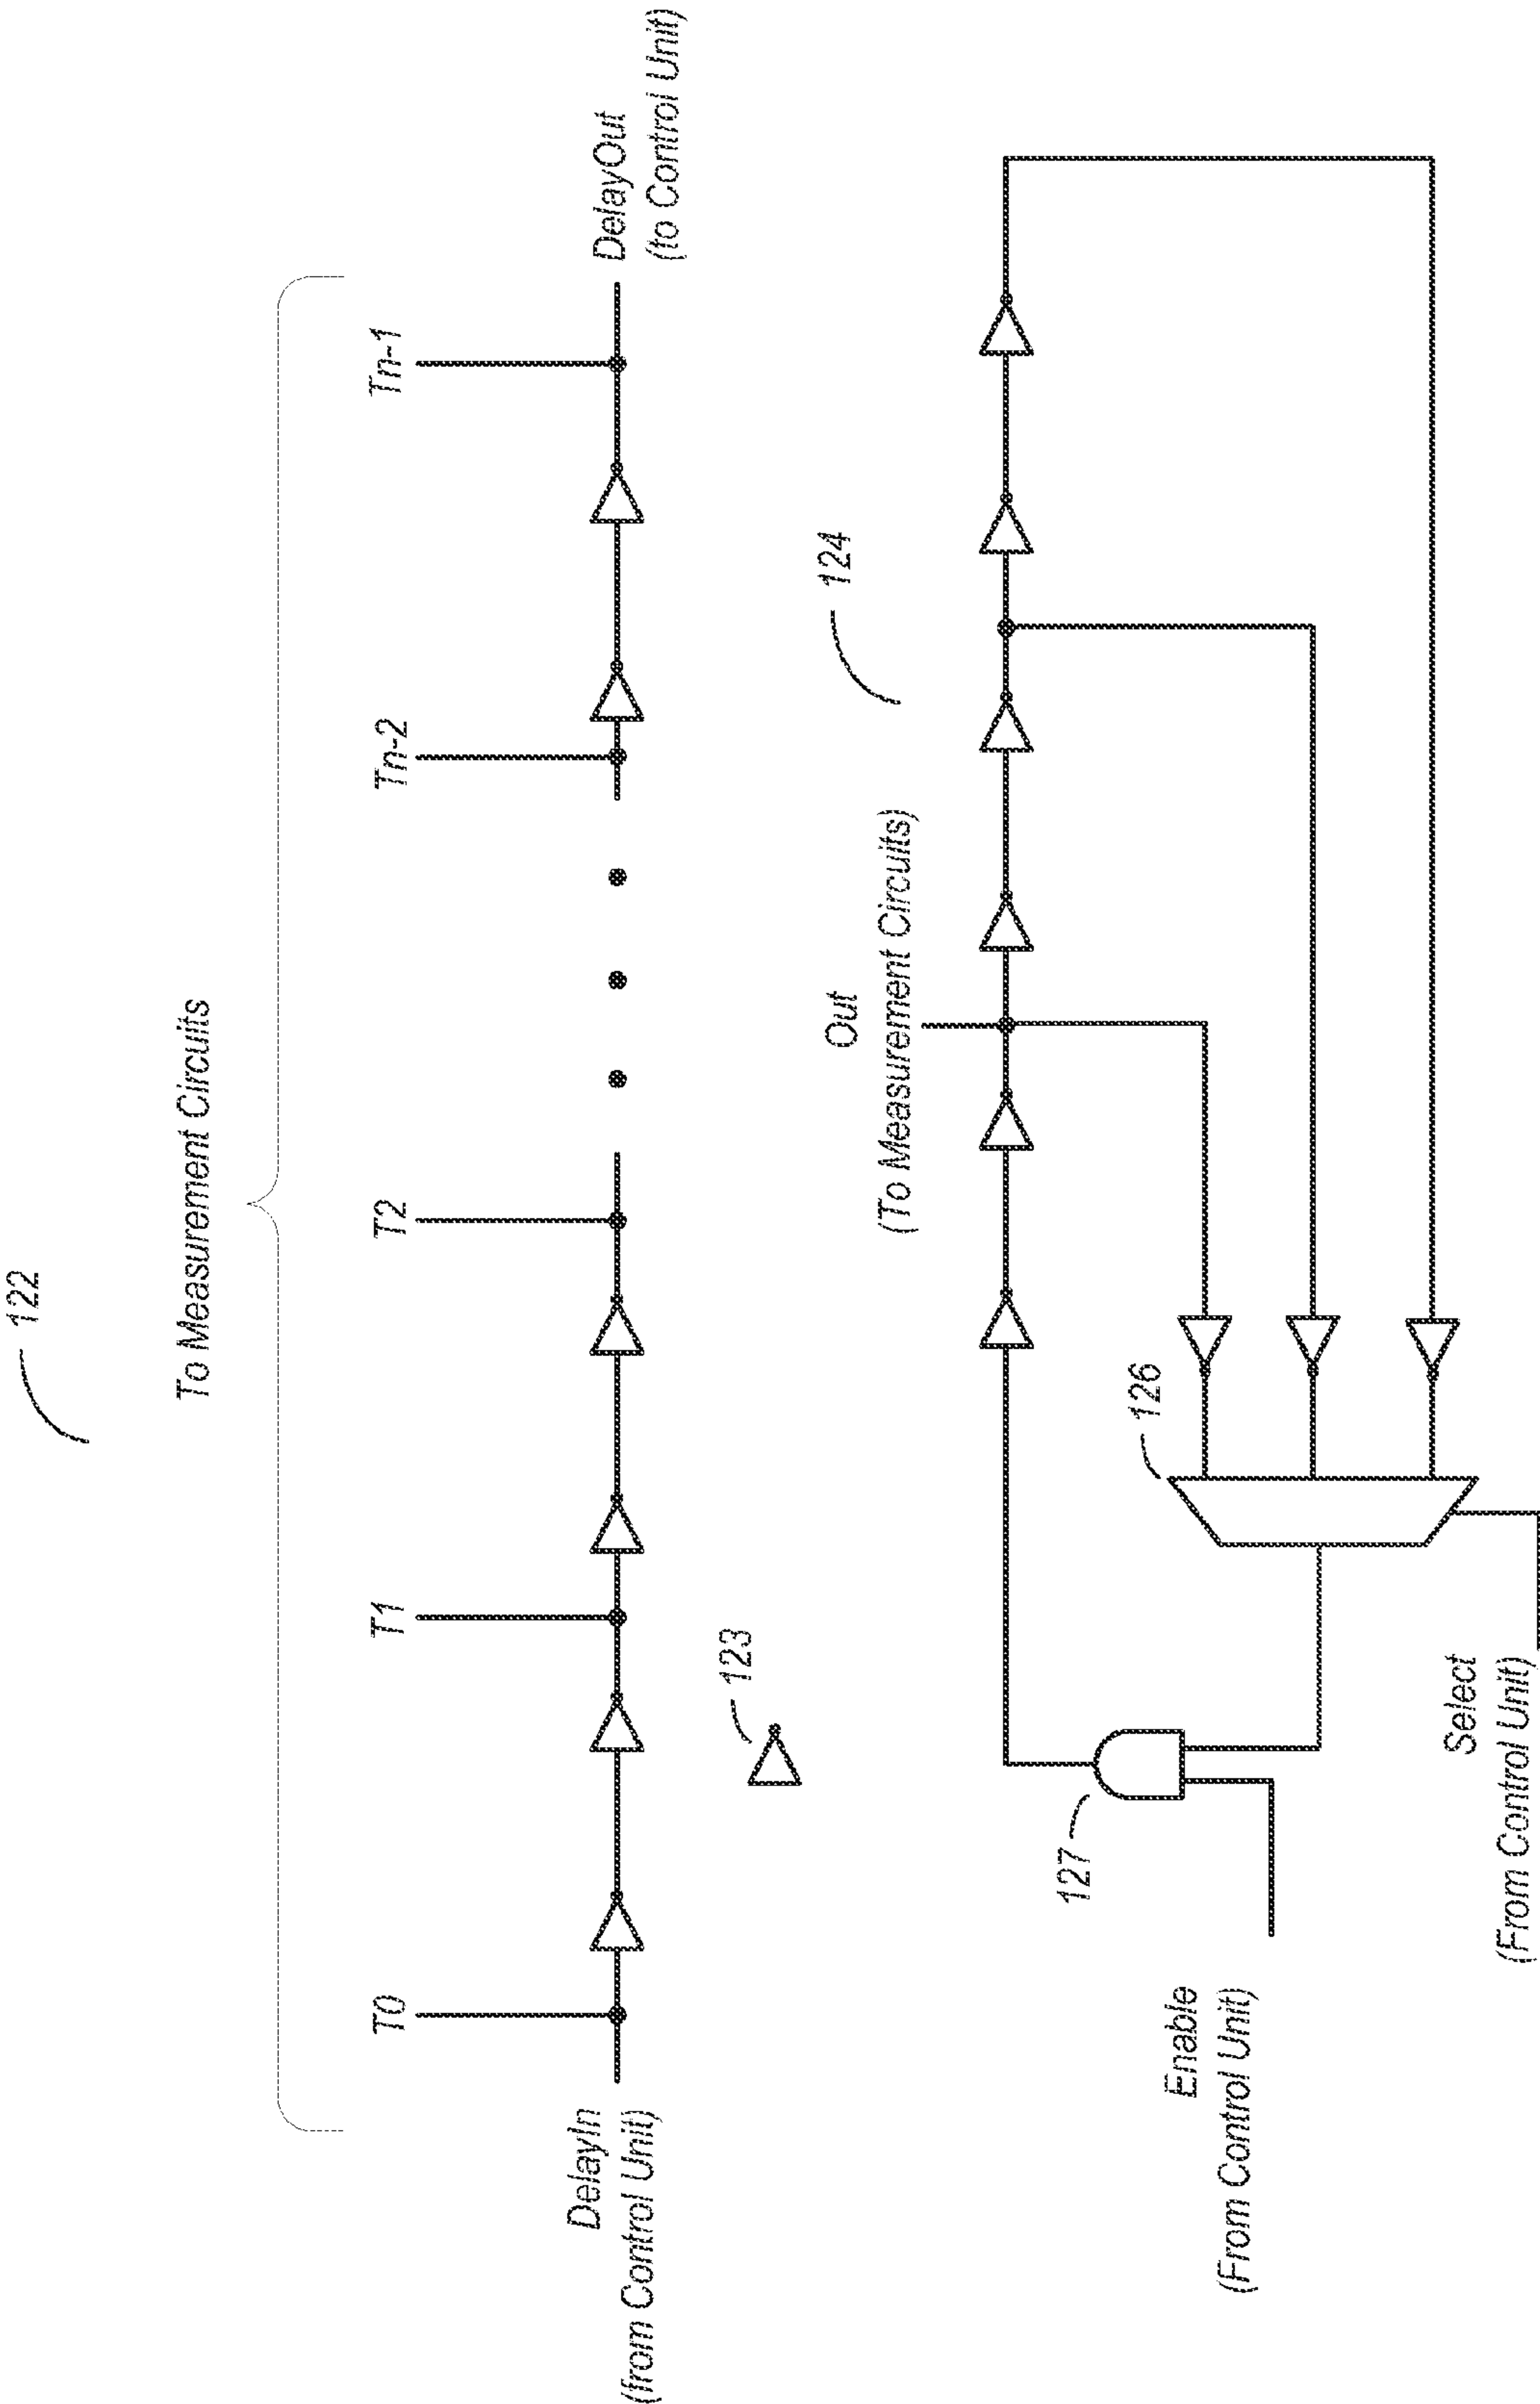 122
To Measurement Circuits
T0
T1
T2
Tn-2
Tn-1
DelayIn
(from Control Unit)
DelayOut
(to Control Unit)
123
124
Out
(To Measurement Circuits)
127
126
Enable
(From Control Unit)
Select
(From Control Unit)